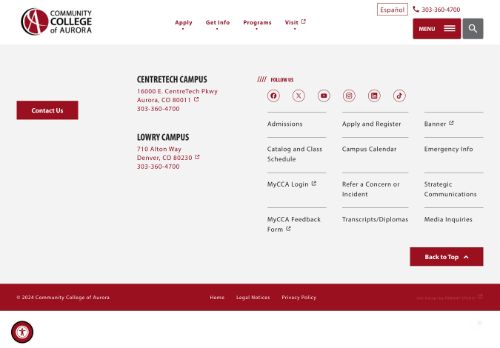 Español
303-360-4700
COMMUNITY
COLLEGE
of AURORA
Apply
Get Info
Programs
Visit
MENU
CENTRETECH CAMPUS
16000 E. CentreTech Pkwy
Aurora, CO 80011
303-360-4700
LOWRY CAMPUS
710 Alton Way
Denver, CO 80230
303-360-4700
Contact Us
//// FOLLOW US
Admissions
Apply and Register
Banner
Catalog and Class
Schedule
Campus Calendar
Emergency Info
MyCCA Login
Refer a Concern or
Incident
Strategic
Communications
MyCCA Feedback
Form
Transcripts/Diplomas
Media Inquiries
Back to Top
© 2024 Community College of Aurora
Home
Legal Notices
Privacy Policy